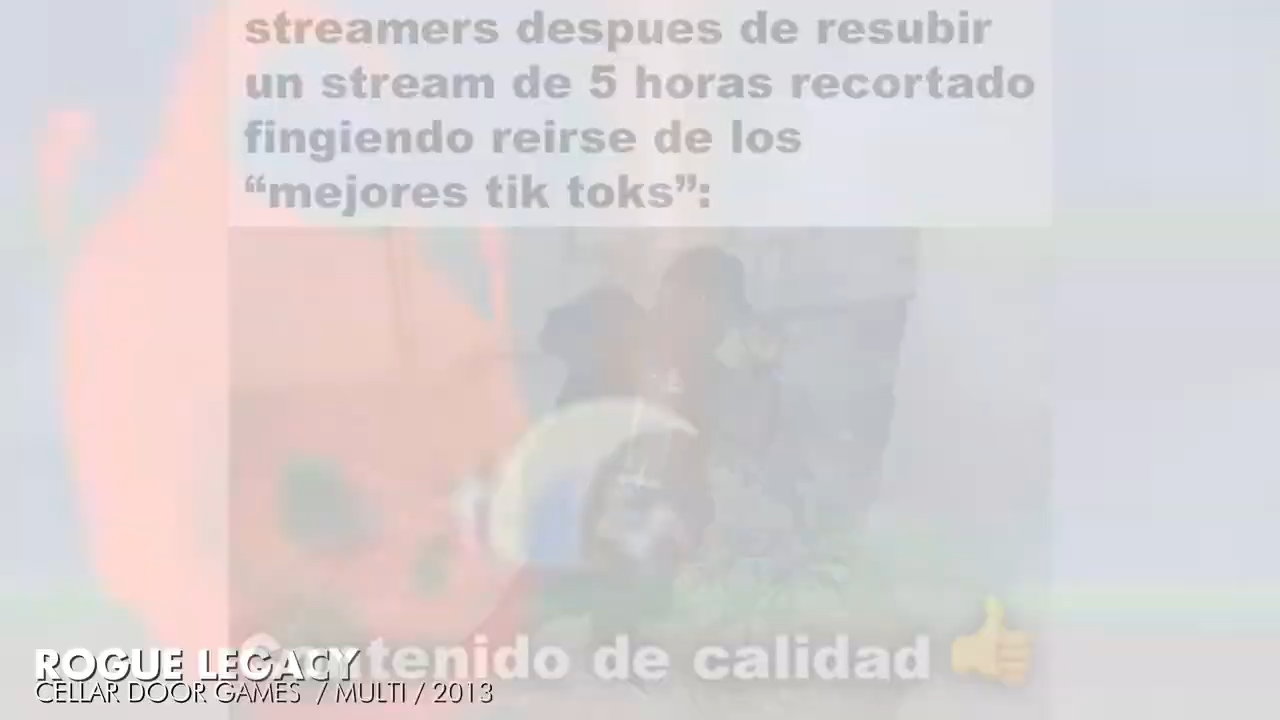 streamers despues de resubir
un stream de 5 horas recortado
fingiendo reirse de los
“mejores tik toks”:
Contenido de calidad 👍
ROGUE LEGACY
CELLAR DOOR GAMES / MULTI / 2013